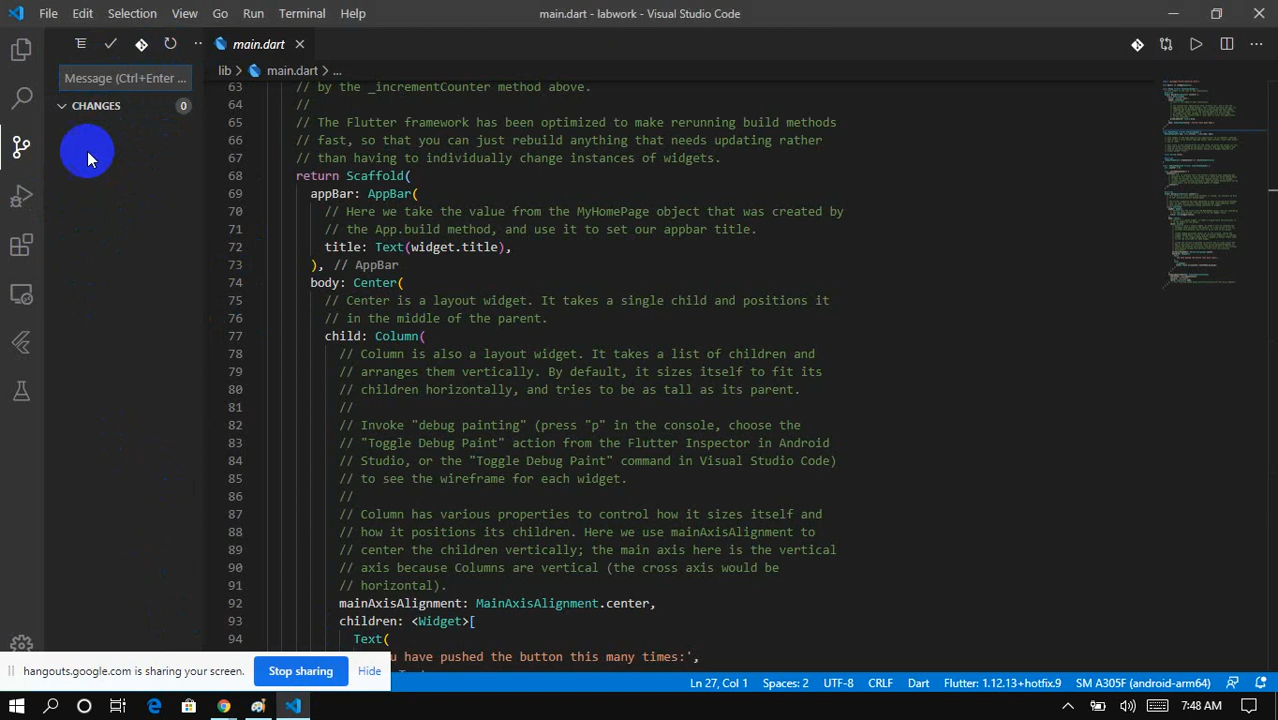 File Edit Selection View Go Run Terminal Help main.dart - labwork - Visual Studio Code
main.dart
lib > main.dart > ...
Message (Ctrl+Enter ...
CHANGES 0
63 // by the _incrementCounter method above.
64 //
65 // The Flutter framework has been optimized to make rerunning build methods
66 // fast, so that you can just rebuild anything that needs updating rather
67 // than having to individually change instances of widgets.
68 return Scaffold(
69 appBar: AppBar(
70 // Here we take the value from the MyHomePage object that was created by
71 // the App.build method, and use it to set our appbar title.
72 title: Text(widget.title),
73 ), // AppBar
74 body: Center(
75 // Center is a layout widget. It takes a single child and positions it
76 // in the middle of the parent.
77 child: Column(
78 // Column is also a layout widget. It takes a list of children and
79 // arranges them vertically. By default, it sizes itself to fit its
80 // children horizontally, and tries to be as tall as its parent.
81 //
82 // Invoke "debug painting" (press "p" in the console, choose the
83 // "Toggle Debug Paint" action from the Flutter Inspector in Android
84 // Studio, or the "Toggle Debug Paint" command in Visual Studio Code)
85 // to see the wireframe for each widget.
86 //
87 // Column has various properties to control how it sizes itself and
88 // how it positions its children. Here we use mainAxisAlignment to
89 // center the children vertically; the main axis here is the vertical
90 // axis because Columns are vertical (the cross axis would be
91 // horizontal).
92 mainAxisAlignment: MainAxisAlignment.center,
93 children: <Widget>[
94 Text(
have pushed the button this many times:',
hangouts.google.com is sharing your screen. Stop sharing Hide
Ln 27, Col 1 Spaces: 2 UTF-8 CRLF Dart Flutter: 1.12.13+hotfix.9 SM A305F (android-arm64)
7:48 AM